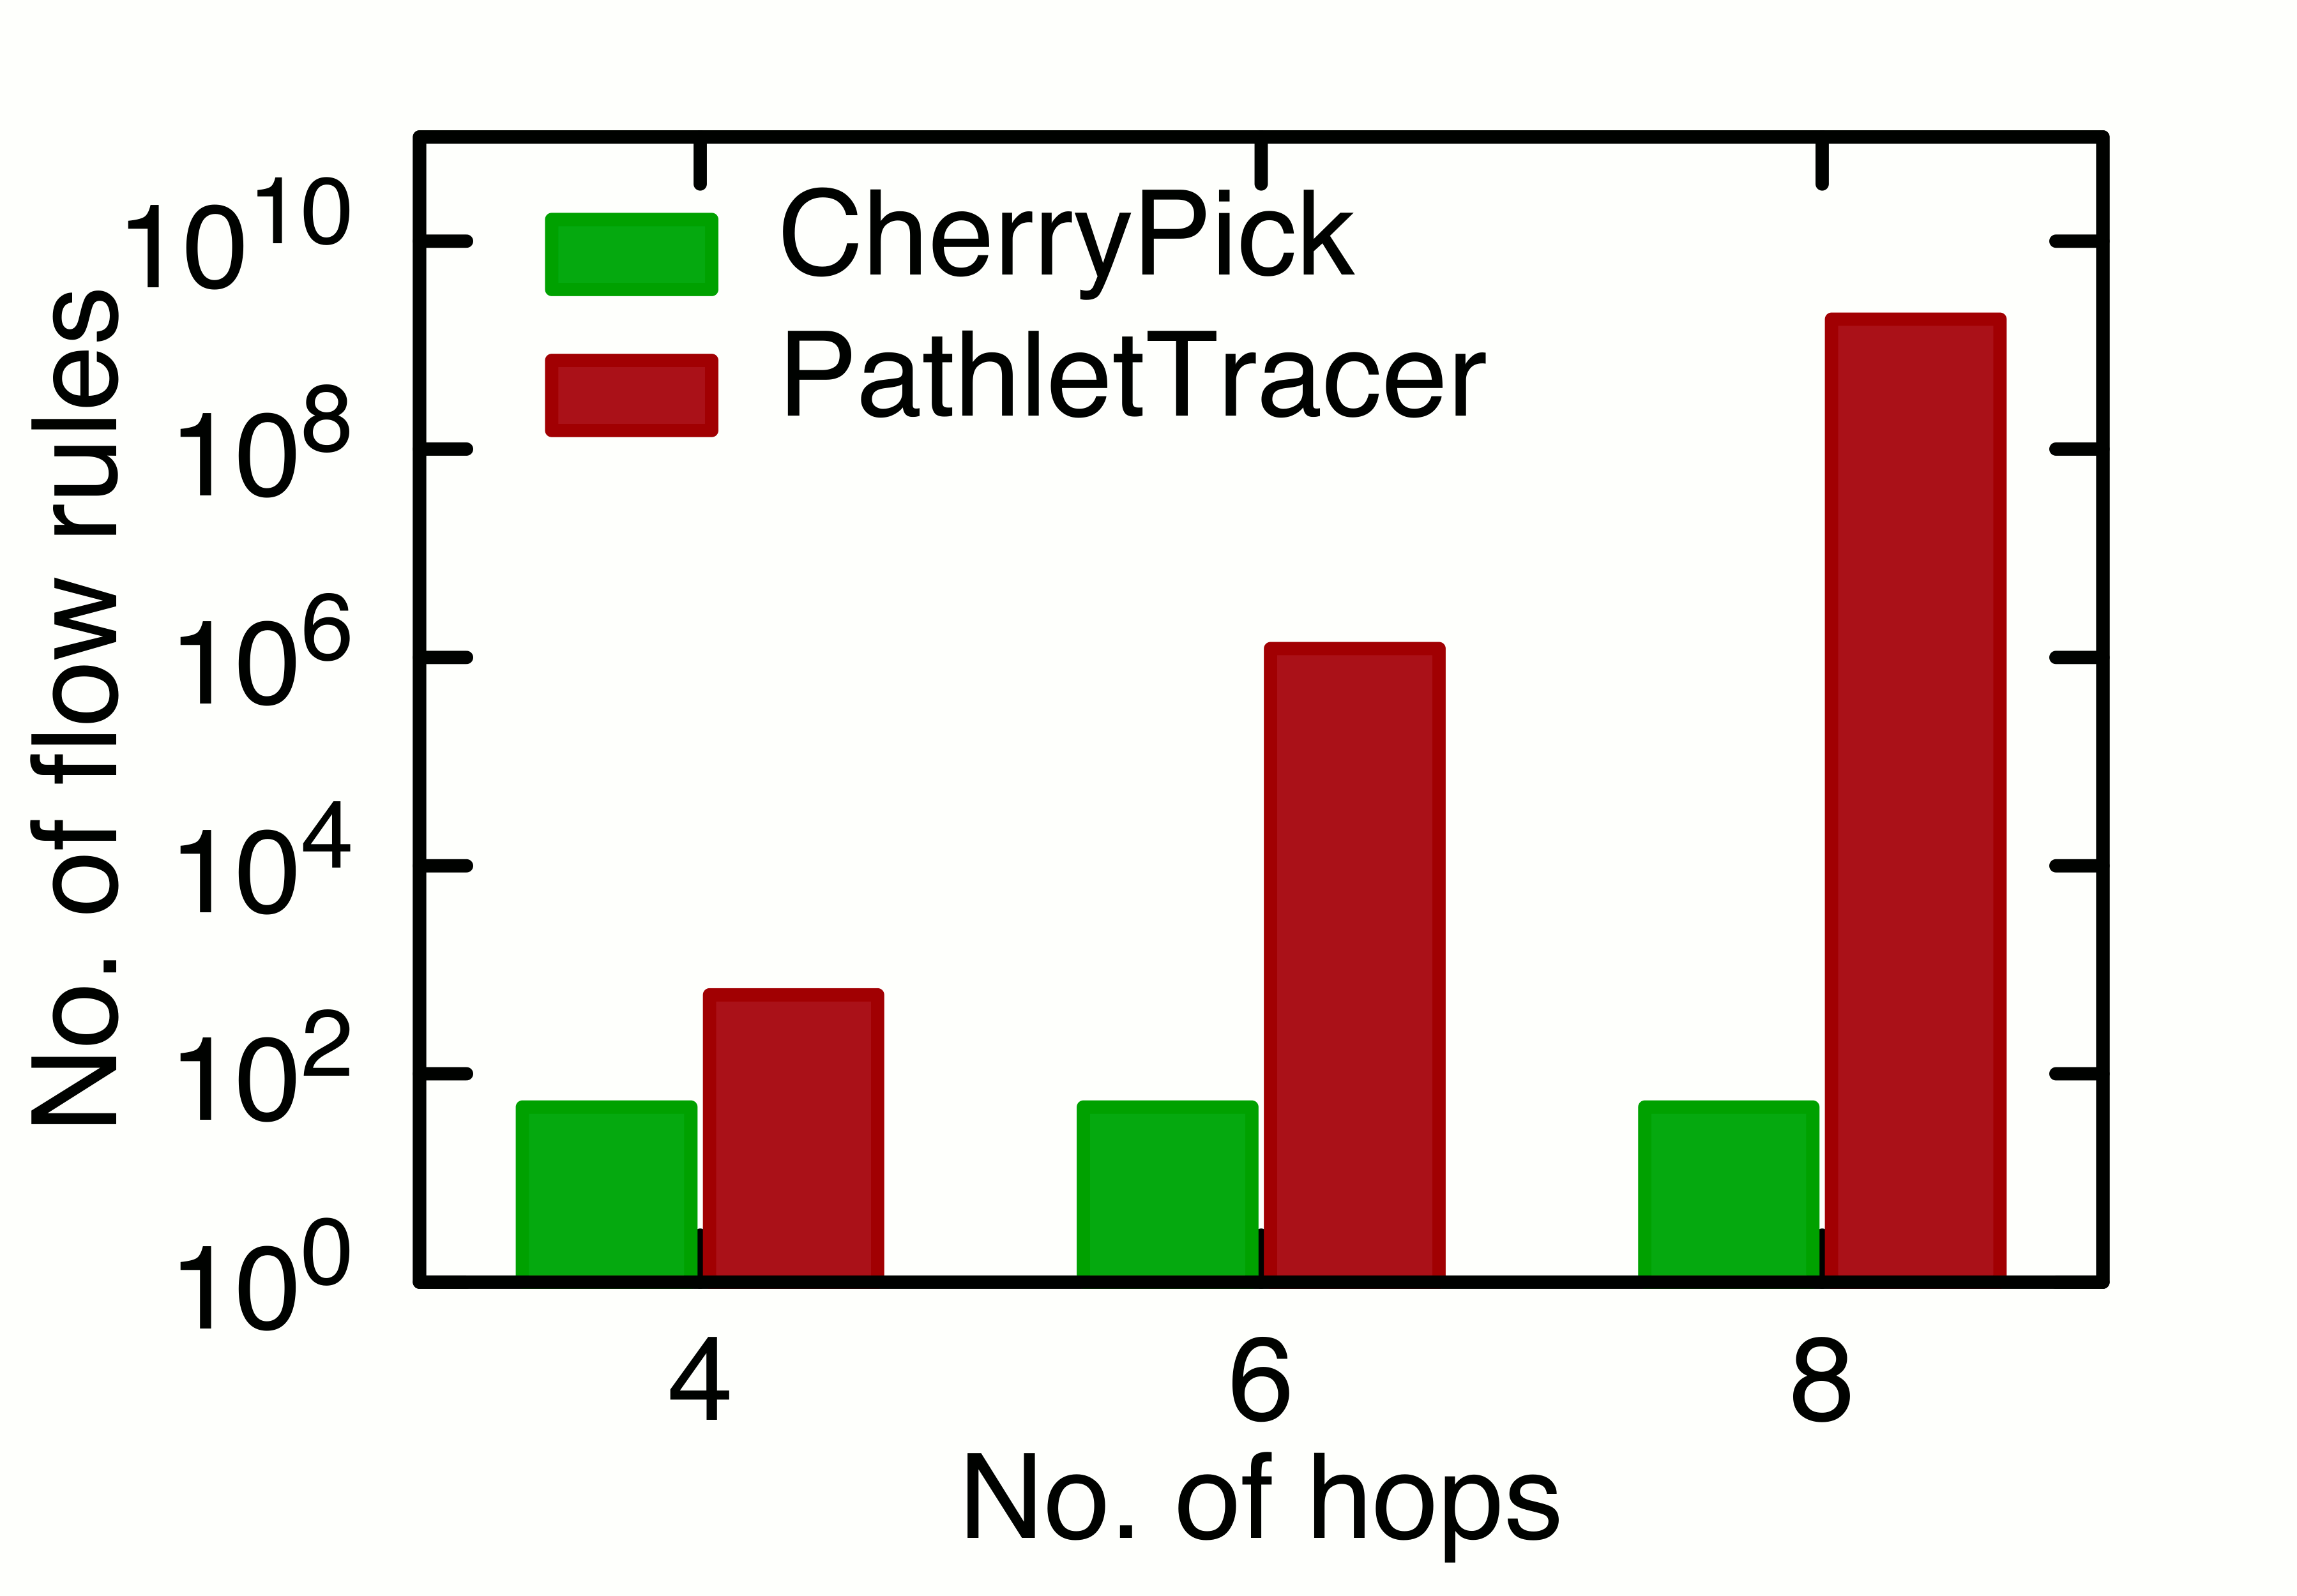 CherryPick
PathletTracer
No. of flow rules
10^10
10^8
10^6
10^4
10^2
10^0
4 6 8
No. of hops